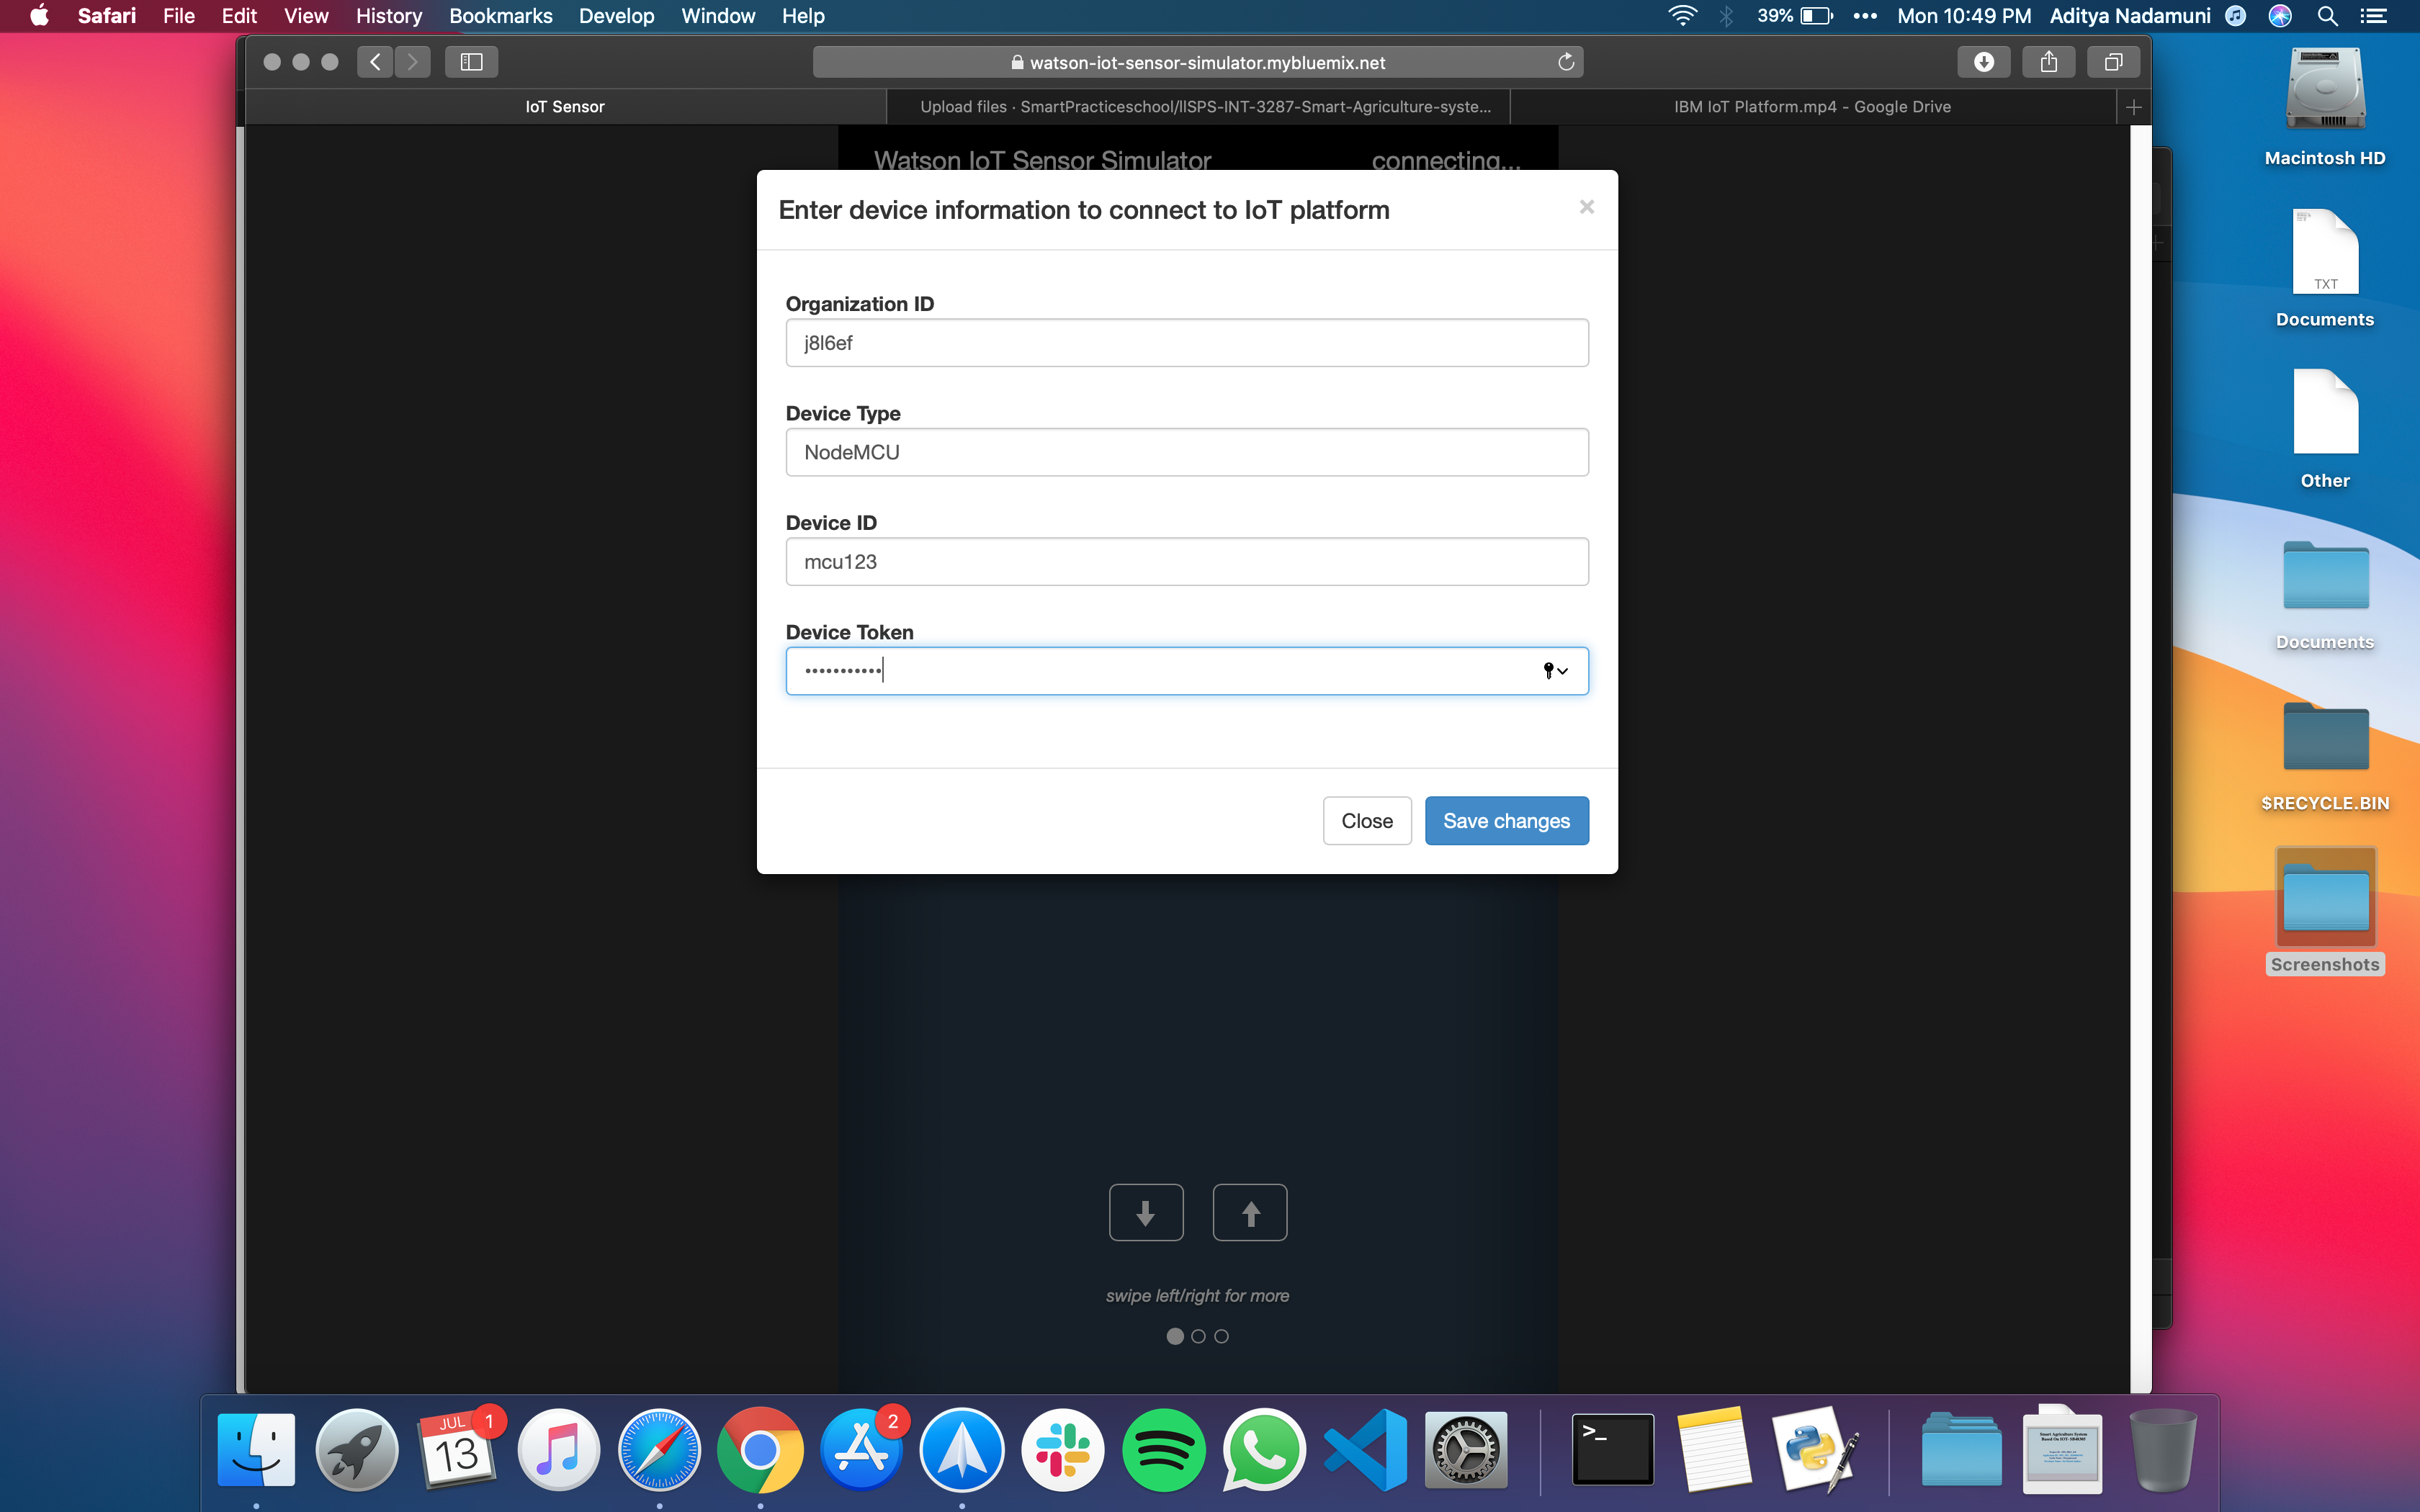 Safari File Edit View History Bookmarks Develop Window Help 39% Mon 10:49 PM Aditya Nadamuni
watson-iot-sensor-simulator.mybluemix.net
IoT Sensor
Upload files · SmartPracticeschool/llSPS-INT-3287-Smart-Agriculture-syste...
IBM IoT Platform.mp4 - Google Drive
Watson IoT Sensor Simulator
connecting...
Enter device information to connect to IoT platform
×
Organization ID
j8l6ef
Device Type
NodeMCU
Device ID
mcu123
Device Token
•••••••••••
Close
Save changes
swipe left/right for more
Macintosh HD
TXT
Documents
Other
Documents
$RECYCLE.BIN
Screenshots
JUL
13
1
2
>_